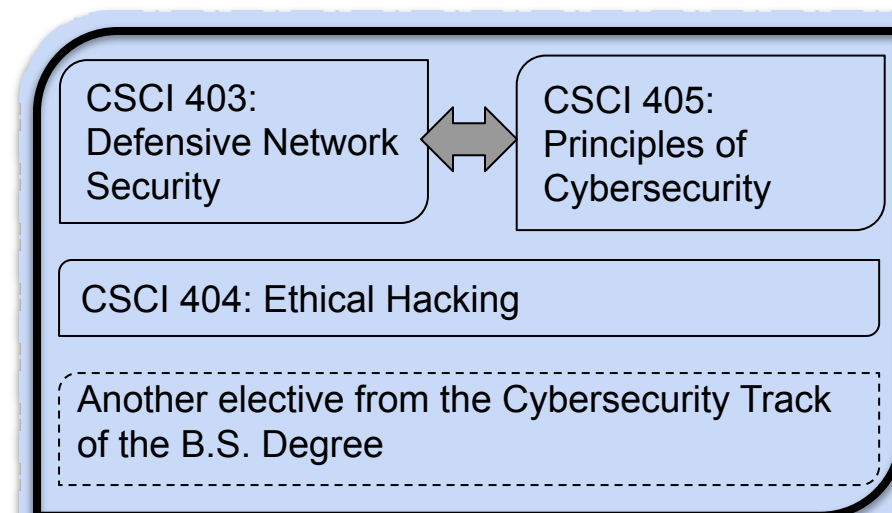 CSCI 403:
Defensive Network
Security
CSCI 405:
Principles of
Cybersecurity
CSCI 404: Ethical Hacking
Another elective from the Cybersecurity Track
of the B.S. Degree